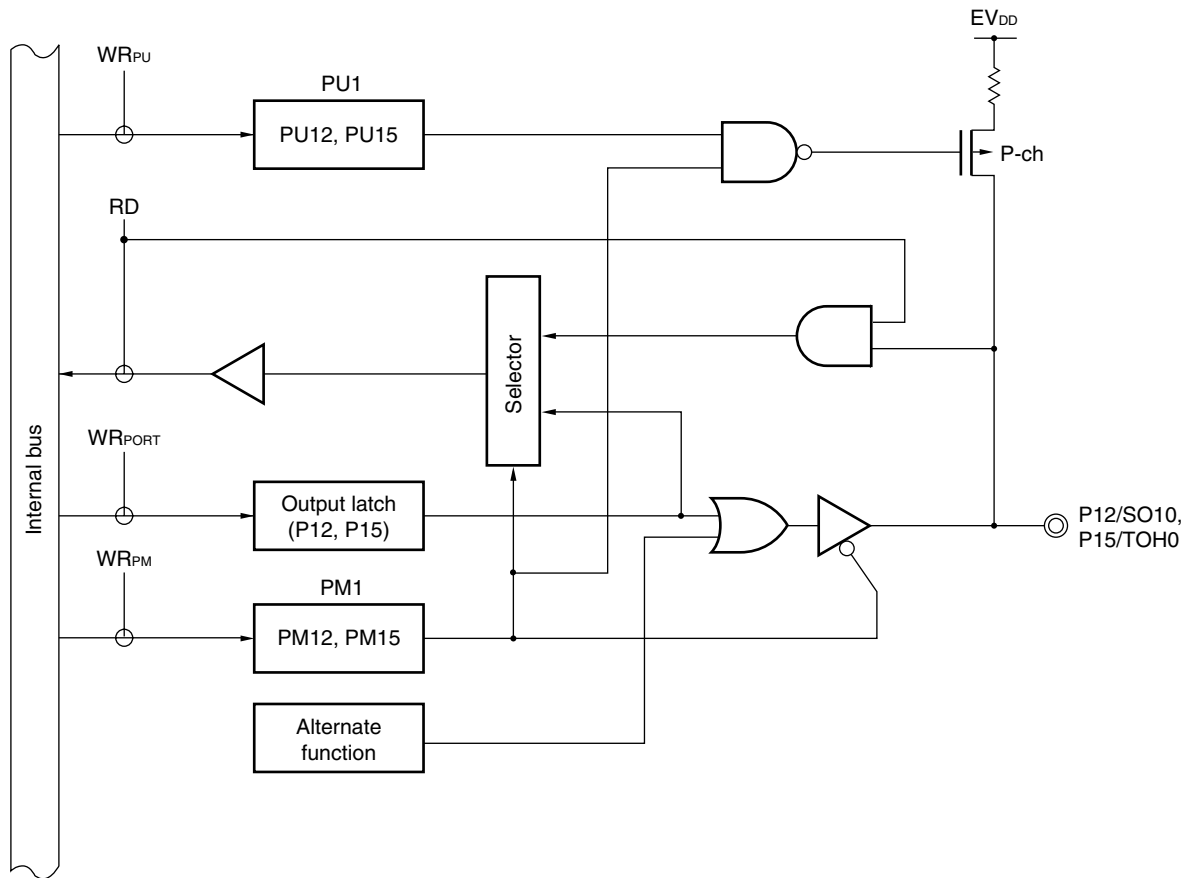 EVDD
WRPU
PU1
PU12, PU15
P-ch
RD
Selector
Internal bus
WRPORT
Output latch
(P12, P15)
P12/SO10,
P15/TOH0
WRPM
PM1
PM12, PM15
Alternate
function